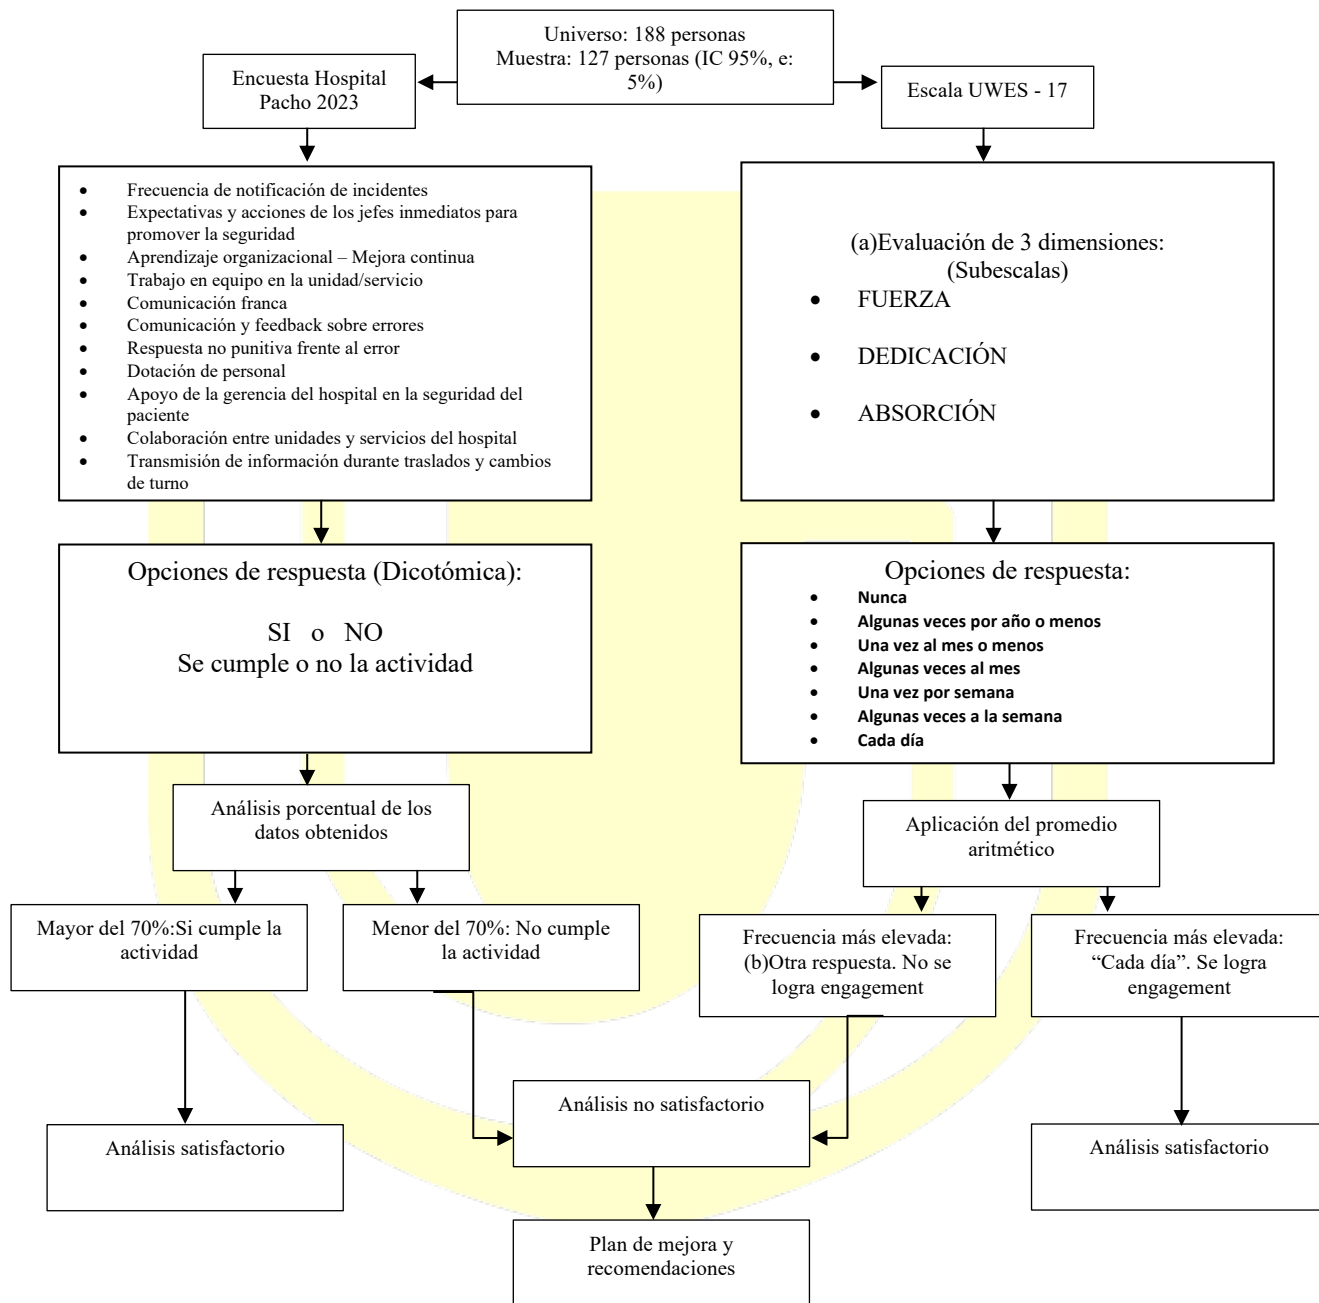 Universo: 188 personas
Muestra: 127 personas (IC 95%, e:
5%)
Encuesta Hospital
Pacho 2023
Escala UWES - 17
• Frecuencia de notificación de incidentes
• Expectativas y acciones de los jefes inmediatos para
promover la seguridad
• Aprendizaje organizacional – Mejora continua
• Trabajo en equipo en la unidad/servicio
• Comunicación franca
• Comunicación y feedback sobre errores
• Respuesta no punitiva frente al error
• Dotación de personal
• Apoyo de la gerencia del hospital en la seguridad del
paciente
• Colaboración entre unidades y servicios del hospital
• Transmisión de información durante traslados y cambios
de turno
(a)Evaluación de 3 dimensiones:
(Subescalas)
• FUERZA
• DEDICACIÓN
• ABSORCIÓN
Opciones de respuesta (Dicotómica):
SI o NO
Se cumple o no la actividad
Opciones de respuesta:
• Nunca
• Algunas veces por año o menos
• Una vez al mes o menos
• Algunas veces al mes
• Una vez por semana
• Algunas veces a la semana
• Cada día
Análisis porcentual de los
datos obtenidos
Aplicación del promedio
aritmético
Mayor del 70%:Si cumple la
actividad
Menor del 70%: No cumple
la actividad
Frecuencia más elevada:
(b)Otra respuesta. No se
logra engagement
Frecuencia más elevada:
“Cada día”. Se logra
engagement
Análisis satisfactorio
Análisis no satisfactorio
Análisis satisfactorio
Plan de mejora y
recomendaciones